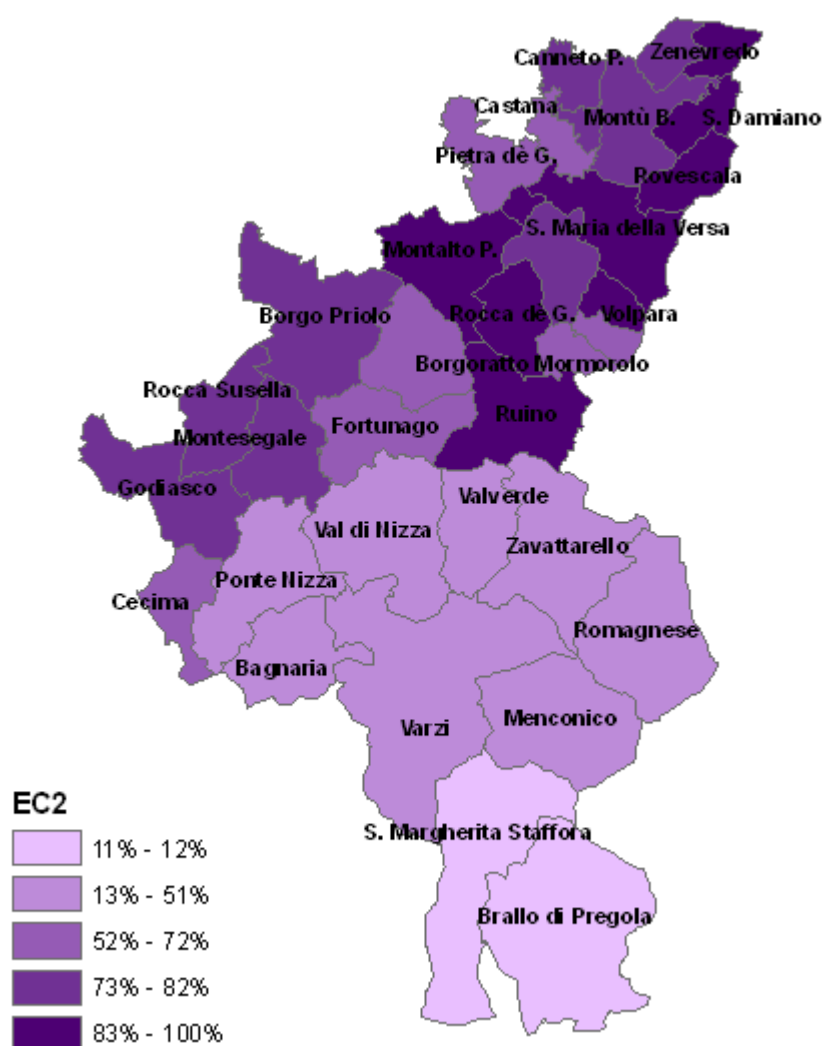 Zenevredo
Canneto P.
Castana
Montù B.
S. Damiano
Pietra dè G.
Rovescala
S. Maria della Versa
Montalto P.
Borgo Priolo
Rocca dè G.
Volpara
Borgoratto Mormorolo
Rocca Susella
Ruino
Fortunago
Montesegale
Godiasco
Valverde
Val di Nizza
Zavattarello
Ponte Nizza
Cecima
Romagnese
Bagnaria
Menconico
Varzi
S. Margherita Staffora
Brallo di Pregola
EC2
11% - 12%
13% - 51%
52% - 72%
73% - 82%
83% - 100%